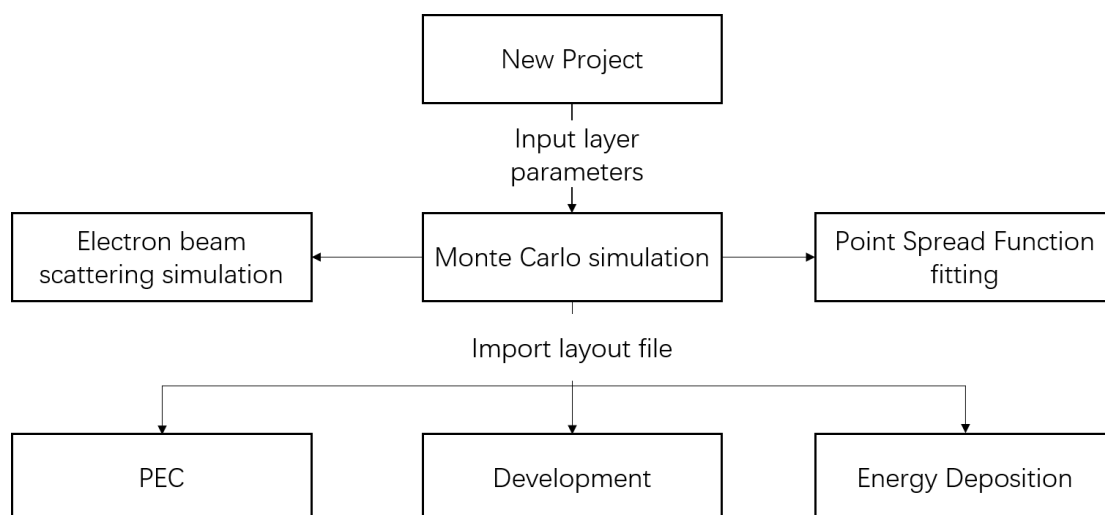 New Project
Input layer
parameters
Electron beam
scattering simulation
Monte Carlo simulation
Point Spread Function
fitting
Import layout file
PEC
Development
Energy Deposition